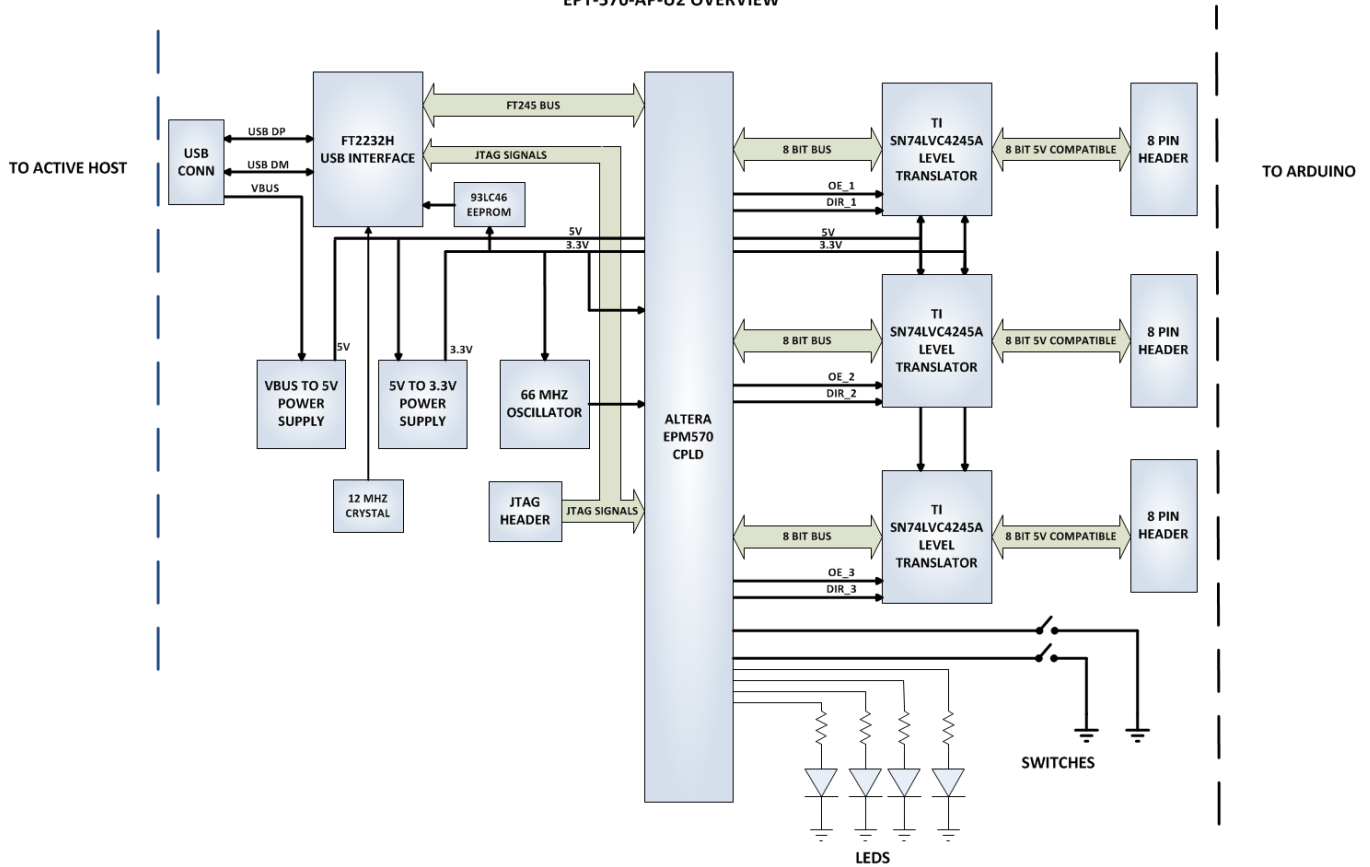 EPT-570-AP-U2 OVERVIEW
TO ACTIVE HOST
USB
CONN
USB DP
USB DM
VBUS
FT2232H
USB INTERFACE
FT245 BUS
JTAG SIGNALS
93LC46
EEPROM
5V
3.3V
5V
3.3V
VBUS TO 5V
POWER
SUPPLY
5V TO 3.3V
POWER
SUPPLY
66 MHZ
OSCILLATOR
12 MHZ
CRYSTAL
JTAG
HEADER
JTAG SIGNALS
ALTERA
EPM570
CPLD
8 BIT BUS
OE_1
DIR_1
5V
3.3V
TI
SN74LVC4245A
LEVEL
TRANSLATOR
8 BIT 5V COMPATIBLE
8 PIN
HEADER
TO ARDUINO
8 BIT BUS
OE_2
DIR_2
TI
SN74LVC4245A
LEVEL
TRANSLATOR
8 BIT 5V COMPATIBLE
8 PIN
HEADER
8 BIT BUS
OE_3
DIR_3
TI
SN74LVC4245A
LEVEL
TRANSLATOR
8 BIT 5V COMPATIBLE
8 PIN
HEADER
SWITCHES
LEDS